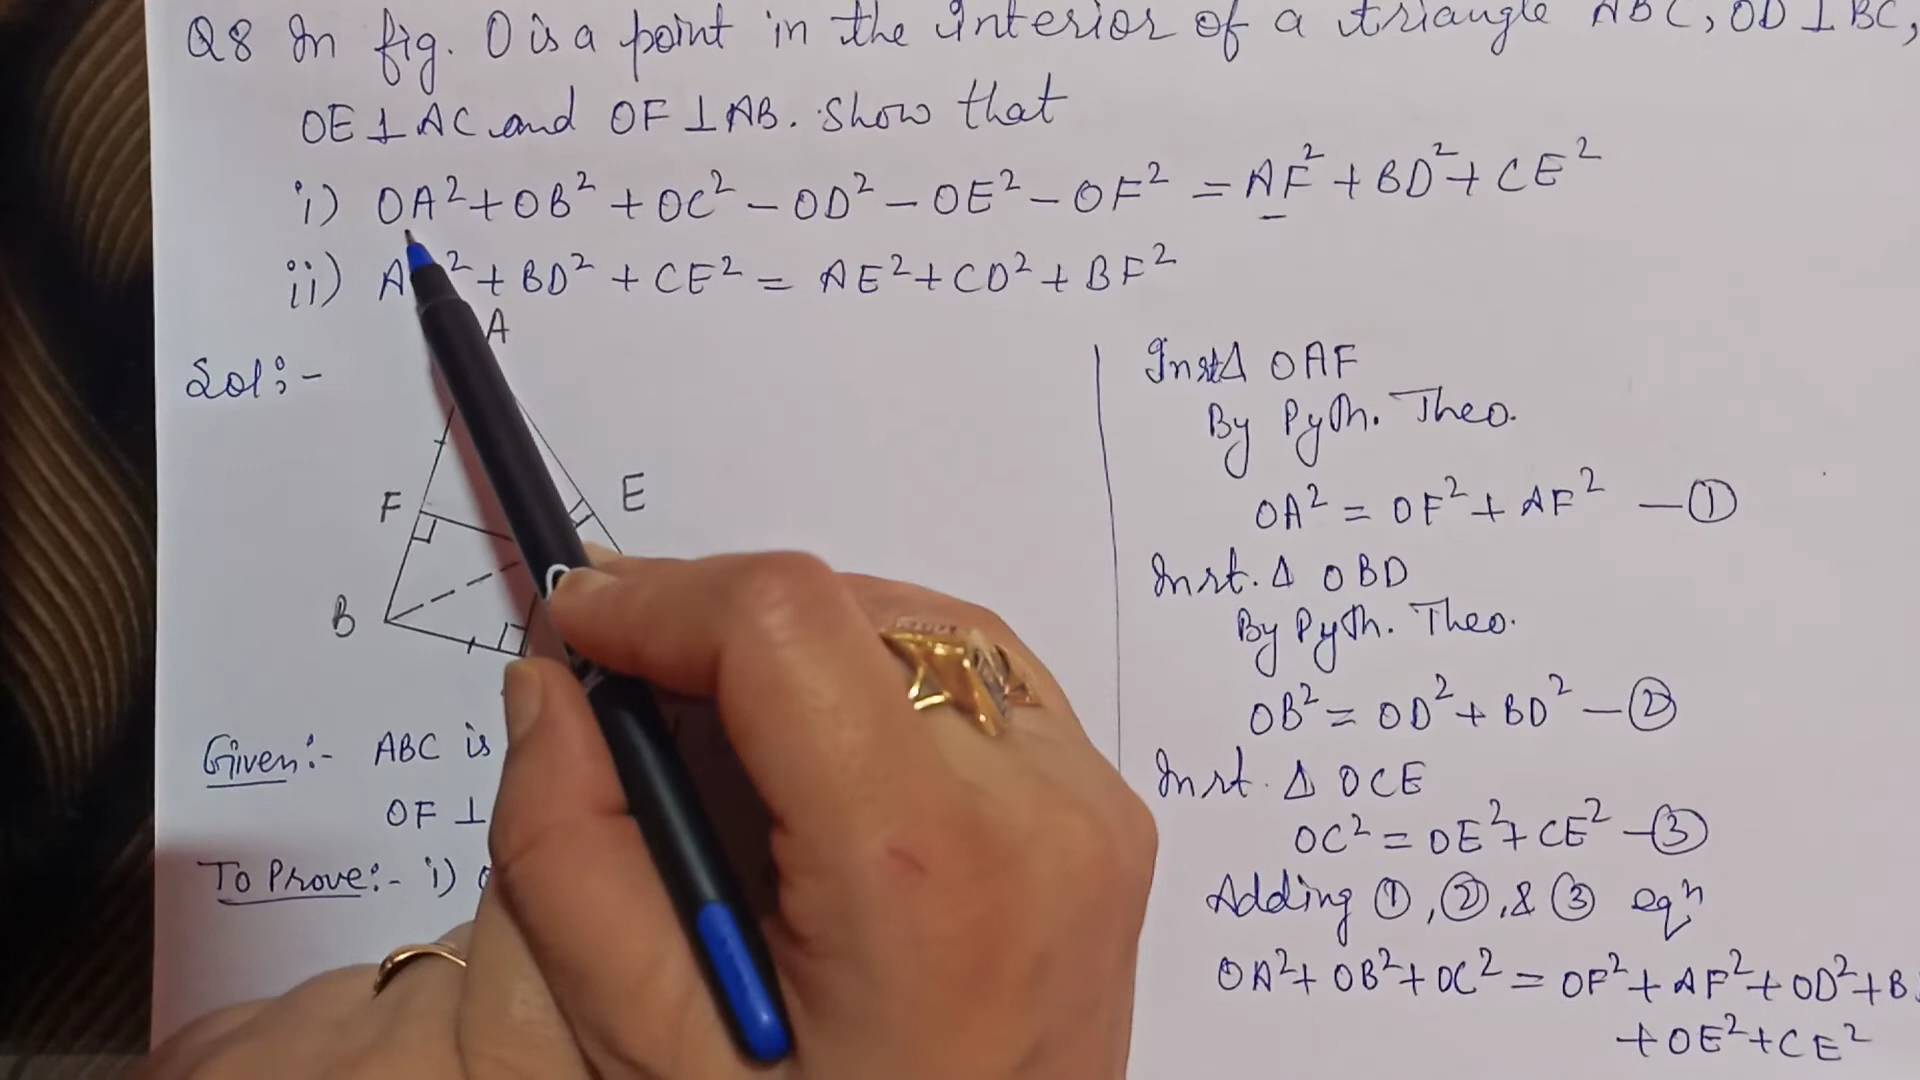 Q8 In fig. O is a point in the interior of a triangle ABC, OD ⊥ BC,
OE ⊥ AC and OF ⊥ AB. Show that
i) OA² + OB² + OC² - OD² - OE² - OF² = AF² + BD² + CE²
ii) A ² + BD² + CE² = AE² + CD² + BF²
Sol:-
A
F
E
B
Given:- ABC is
OF ⊥
To Prove:- i)
In rt Δ OAF
By Pyth. Theo.
OA² = OF² + AF² — ①
In rt. Δ OBD
By Pyth. Theo.
OB² = OD² + BD² — ②
In rt. Δ OCE
OC² = OE² + CE² — ③
Adding ①, ②, & ③ eqⁿ
OA² + OB² + OC² = OF² + AF² + OD² + B
+ OE² + CE²